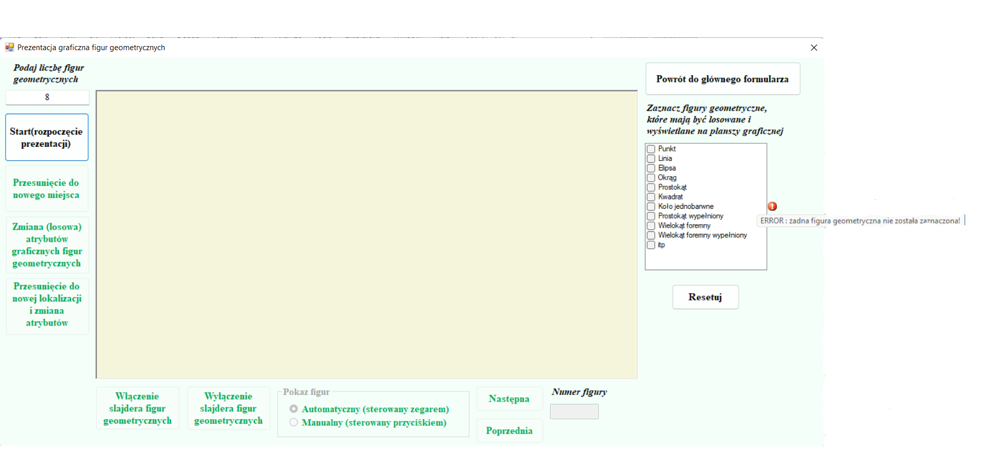 Prezentacja graficzna figur geometrycznych
Podaj liczbę figur
geometrycznych
8
Start(rozpoczęcie
prezentacji)
Przesunięcie do
nowego miejsca
Zmiana (losowa)
atrybutów
graficznych figur
geometrycznych
Przesunięcie do
nowej lokalizacji
i zmiana
atrybutów
Powrót do głównego formularza
Zaznacz figury geometryczne,
które mają być losowane i
wyświetlane na planszy graficznej
Punkt
Linia
Elipsa
Okrąg
Prostokąt
Kwadrat
Koło jednobarwne
Prostokąt wypełniony
Wielokąt foremny
Wielokąt foremny wypełniony
itp
ERROR : żadna figura geometryczna nie została zaznaczona!
Resetuj
Włączenie
slajdera figur
geometrycznych
Wyłączenie
slajdera figur
geometrycznych
Pokaz figur
Automatyczny (sterowany zegarem)
Manualny (sterowany przyciśkiem)
Następna
Poprzednia
Numer figury